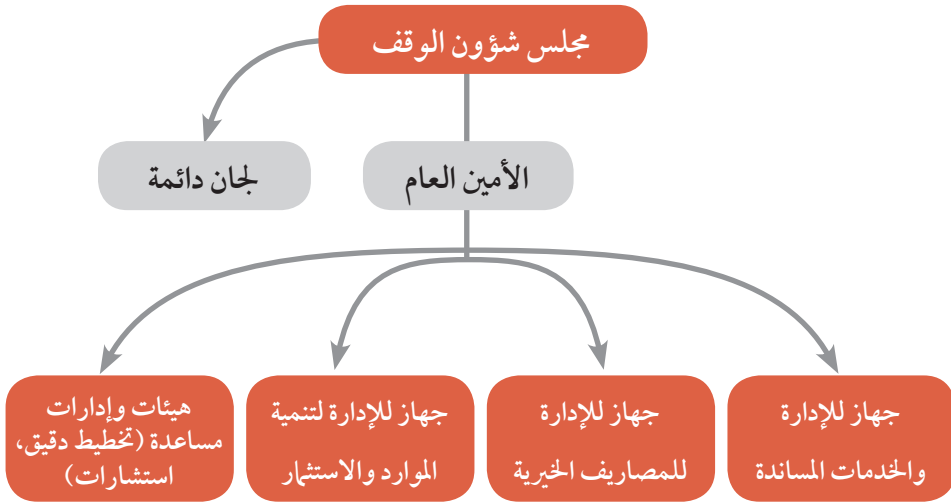 مجلس شؤون الوقف
الأمين العام
لجان دائمة
جهاز للإدارة
والخدمات المساندة
جهاز للإدارة
للمصاريف الخيرية
جهاز للإدارة لتنمية
الموارد والاستثمار
هيئات وإدارات
مساعدة (تخطيط دقيق،
استشارات)